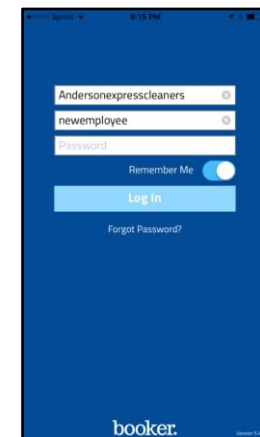 Sprint 9:15 PM
Andersonexpresscleaners
newemployee
Password
Remember Me
Log In
Forgot Password?
booker.